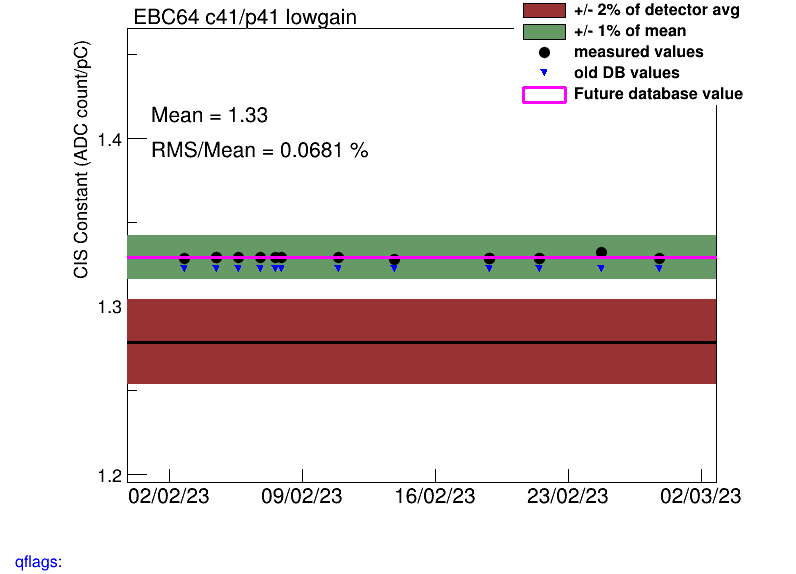 EBC64 c41/p41 lowgain
+/- 2% of detector avg
+/- 1% of mean
measured values
old DB values
Future database value
Mean = 1.33
RMS/Mean = 0.0681 %
CIS Constant (ADC count/pC)
1.4
1.3
1.2
02/02/23 09/02/23 16/02/23 23/02/23 02/03/23
qflags: